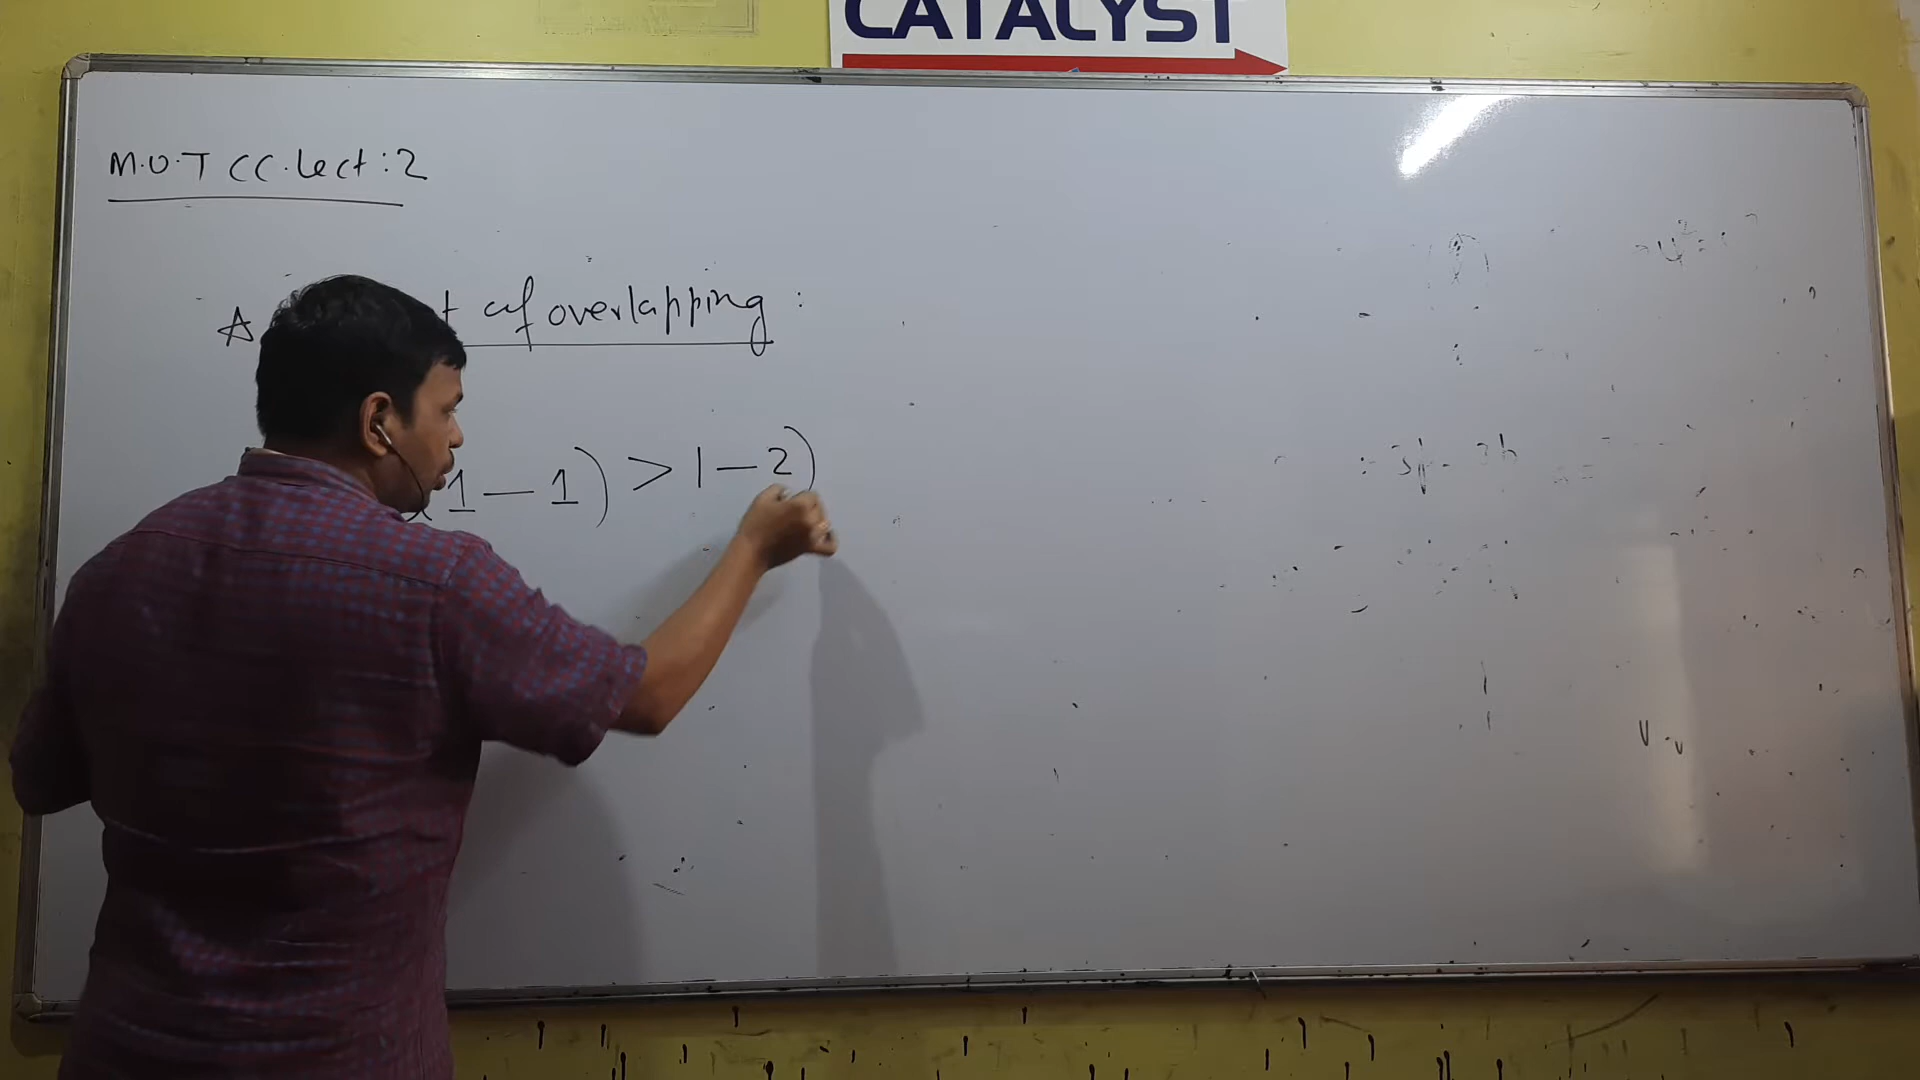 CATALYST
M.O.T CC.Lect:2
of overlapping:
(1-1) > 1-2)